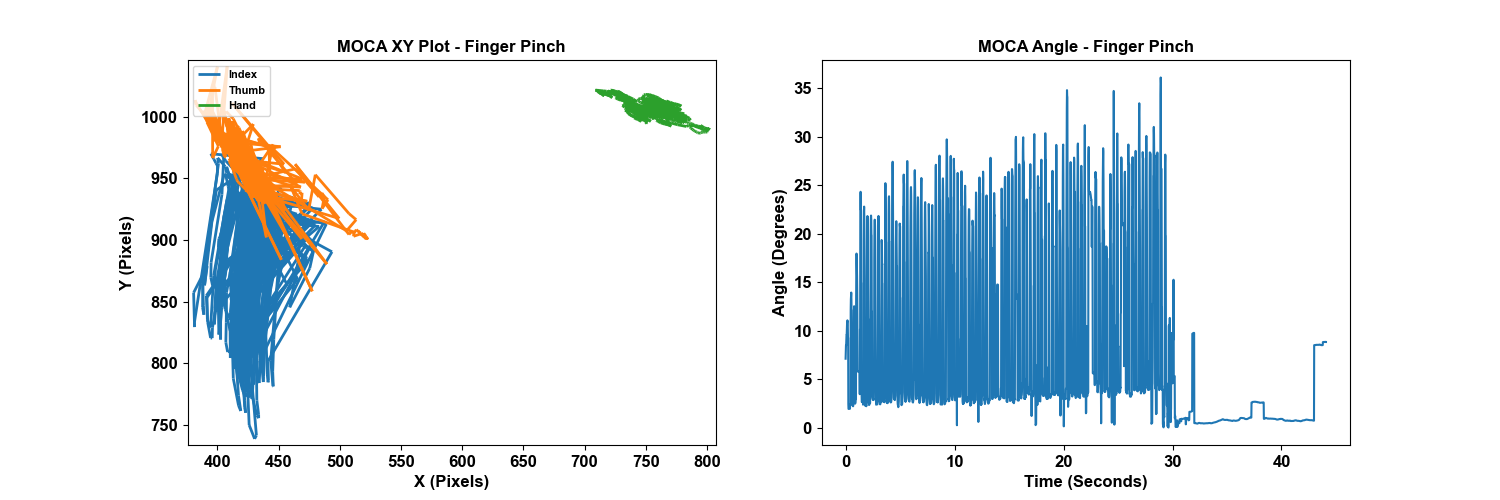 MOCA XY Plot - Finger Pinch
Index
Thumb
Hand
1000
950
900
850
800
750
Y (Pixels)
400 450 500 550 600 650 700 750 800
X (Pixels)
MOCA Angle - Finger Pinch
35
30
25
20
15
10
5
0
Angle (Degrees)
0 10 20 30 40
Time (Seconds)